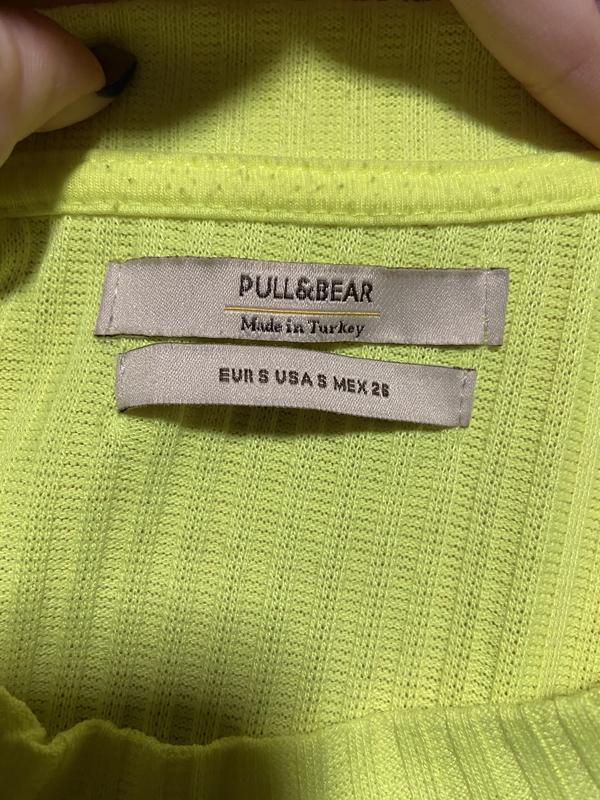 PULL&BEAR
Made in Turkey
EUR S USA S MEX 26